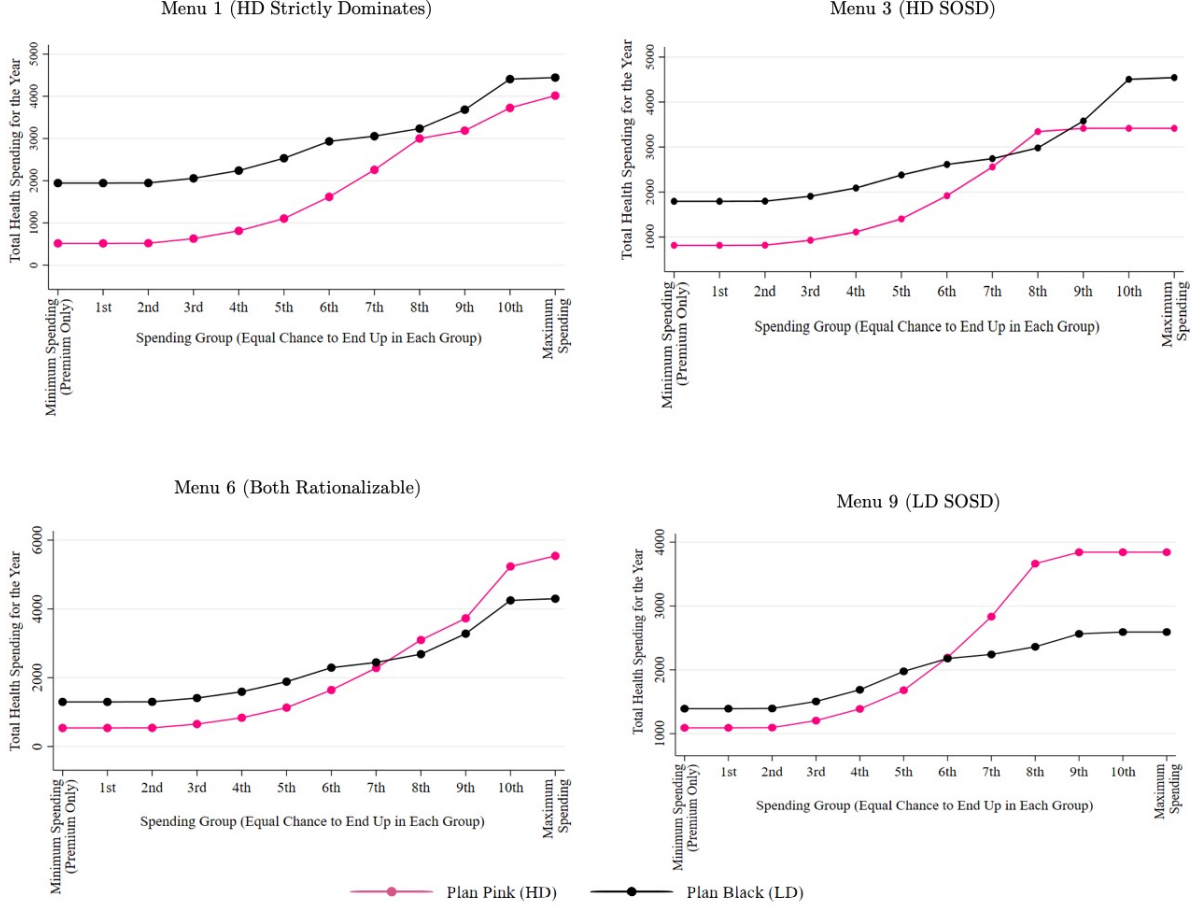 Menu 1 (HD Strictly Dominates)
Total Health Spending for the Year
5000
4000
3000
2000
1000
0
Minimum Spending
(Premium Only)
1st
2nd
3rd
4th
5th
6th
7th
8th
9th
10th
Maximum
Spending
Spending Group (Equal Chance to End Up in Each Group)
Menu 3 (HD SOSD)
Total Health Spending for the Year
5000
4000
3000
2000
1000
Minimum Spending
(Premium Only)
1st
2nd
3rd
4th
5th
6th
7th
8th
9th
10th
Maximum
Spending
Spending Group (Equal Chance to End Up in Each Group)
Menu 6 (Both Rationalizable)
Total Health Spending for the Year
6000
4000
2000
0
Minimum Spending
(Premium Only)
1st
2nd
3rd
4th
5th
6th
7th
8th
9th
10th
Maximum
Spending
Spending Group (Equal Chance to End Up in Each Group)
Menu 9 (LD SOSD)
Total Health Spending for the Year
4000
3000
2000
1000
Minimum Spending
(Premium Only)
1st
2nd
3rd
4th
5th
6th
7th
8th
9th
10th
Maximum
Spending
Spending Group (Equal Chance to End Up in Each Group)
Plan Pink (HD)
Plan Black (LD)